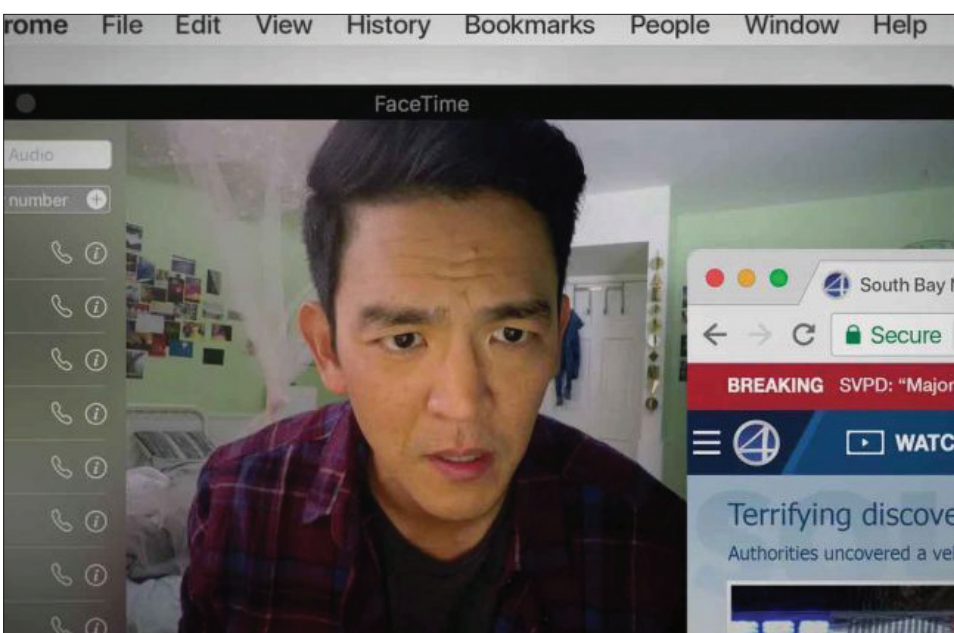 rome File Edit View History Bookmarks People Window Help
FaceTime
Audio
number
South Bay
Secure
BREAKING SVPD: “Major
4
WATC
Terrifying discove
Authorities uncovered a ve